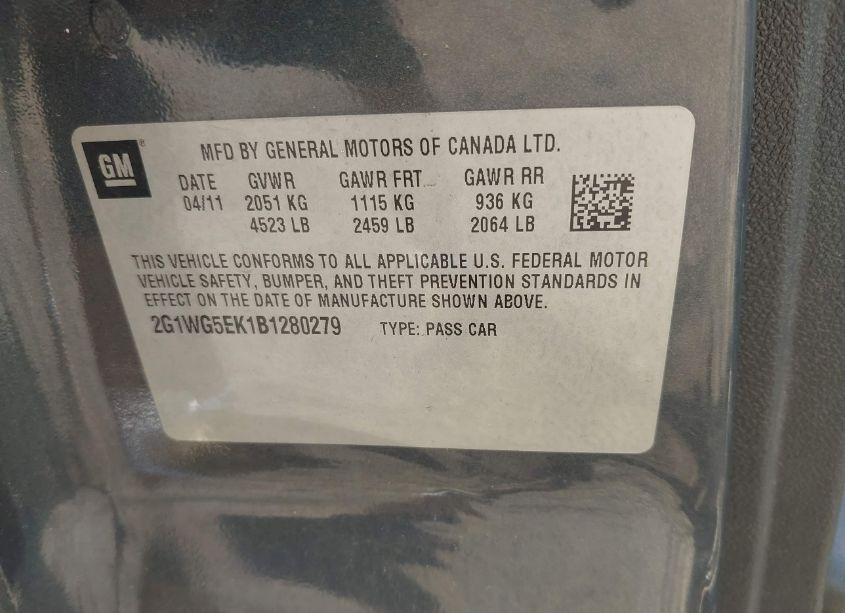 GM
MFD BY GENERAL MOTORS OF CANADA LTD.
DATE GVWR GAWR FRT GAWR RR
04/11 2051 KG 1115 KG 936 KG
4523 LB 2459 LB 2064 LB
THIS VEHICLE CONFORMS TO ALL APPLICABLE U.S. FEDERAL MOTOR
VEHICLE SAFETY, BUMPER, AND THEFT PREVENTION STANDARDS IN
EFFECT ON THE DATE OF MANUFACTURE SHOWN ABOVE.
2G1WG5EK1B1280279 TYPE: PASS CAR